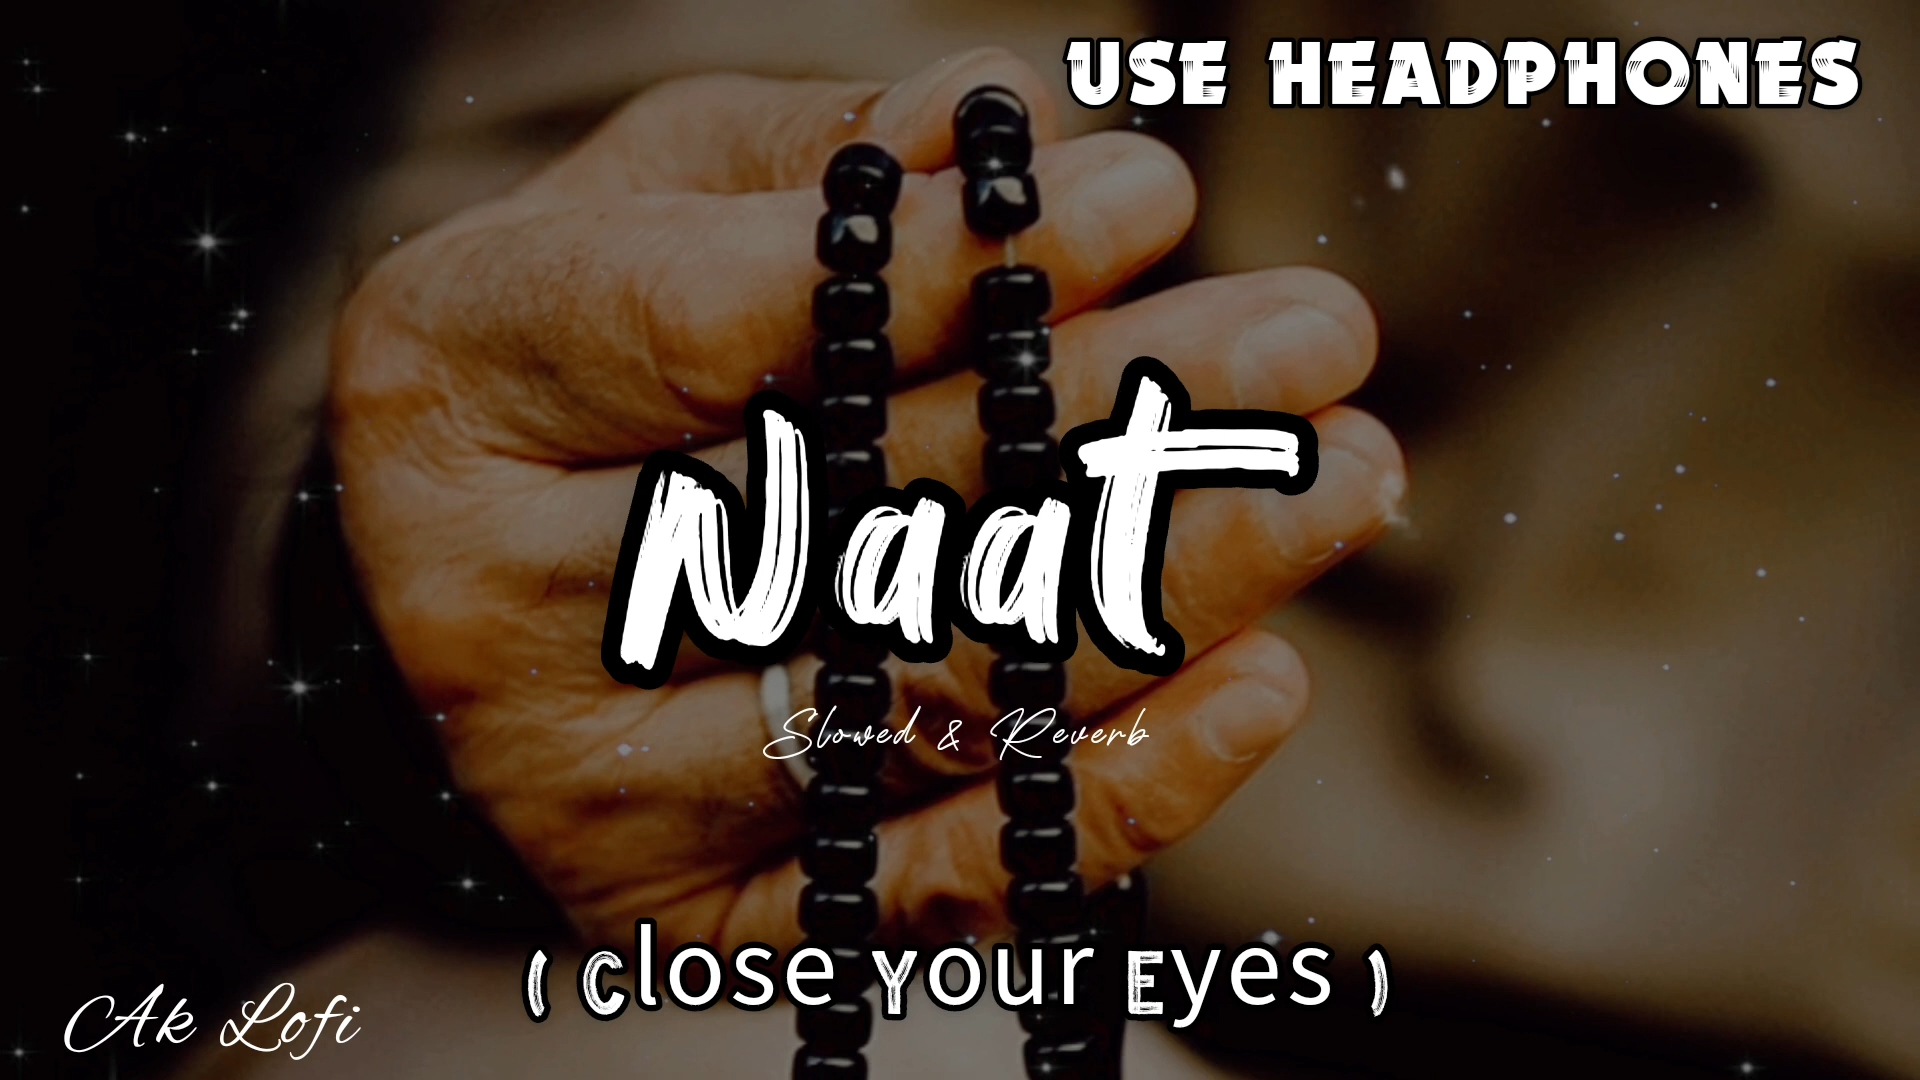 USE HEADPHONES
Naat
Slowed & Reverb
( Close Your Eyes )
Ak Lofi